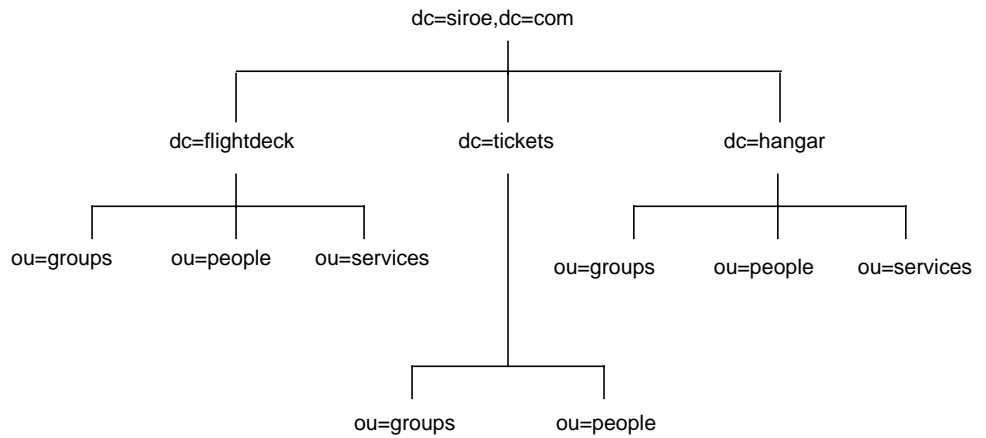 dc=siroe,dc=com
dc=flightdeck
dc=tickets
dc=hangar
ou=groups
ou=people
ou=services
ou=groups
ou=people
ou=services
ou=groups
ou=people